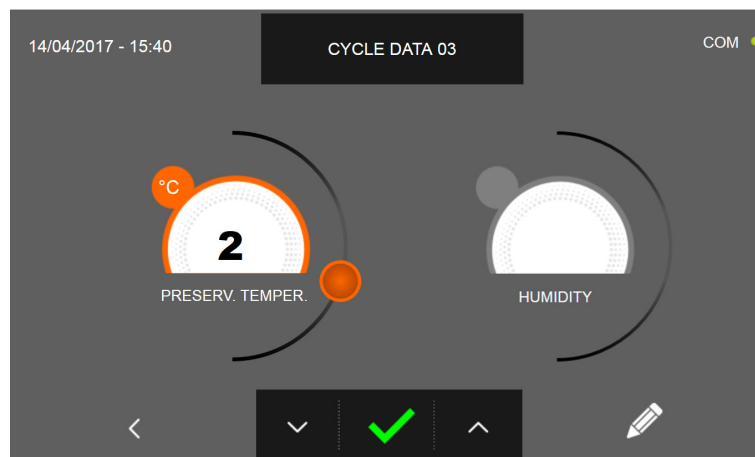 14/04/2017 - 15:40
CYCLE DATA 03
COM
°C
2
PRESERV. TEMPER.
HUMIDITY